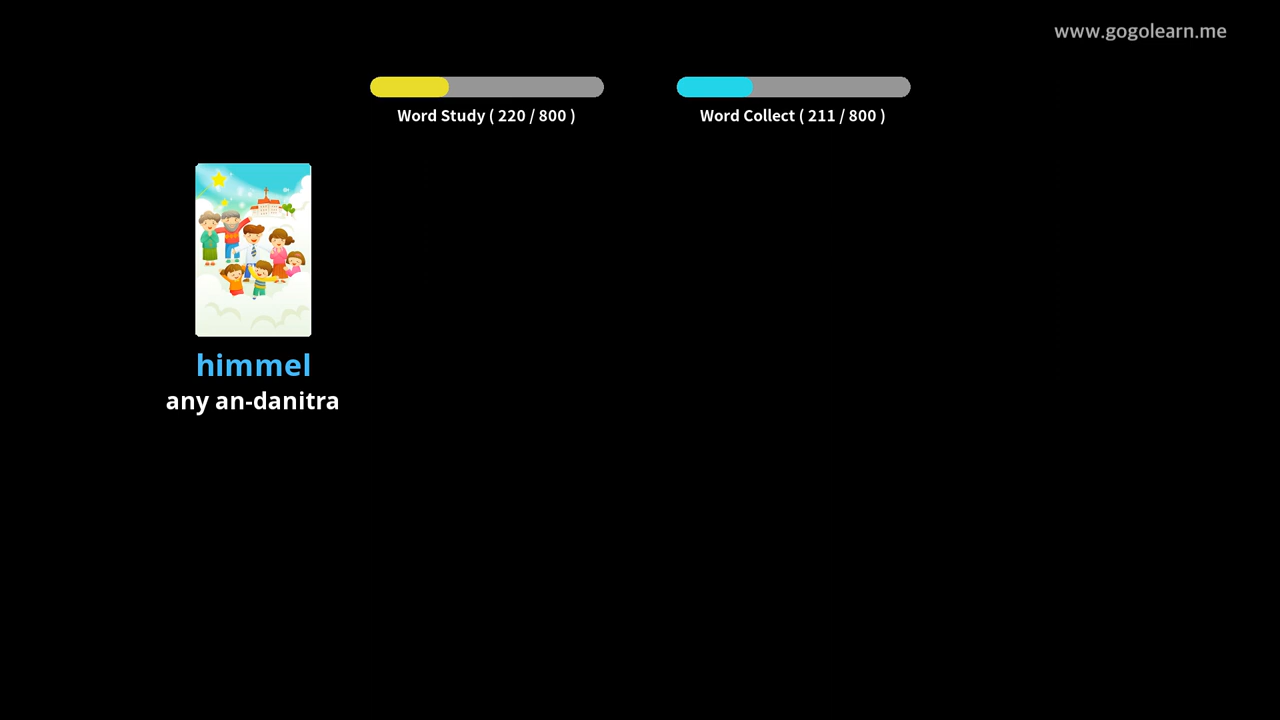 www.gogolearn.me
Word Study ( 220 / 800 )
Word Collect ( 211 / 800 )
himmel
any an-danitra